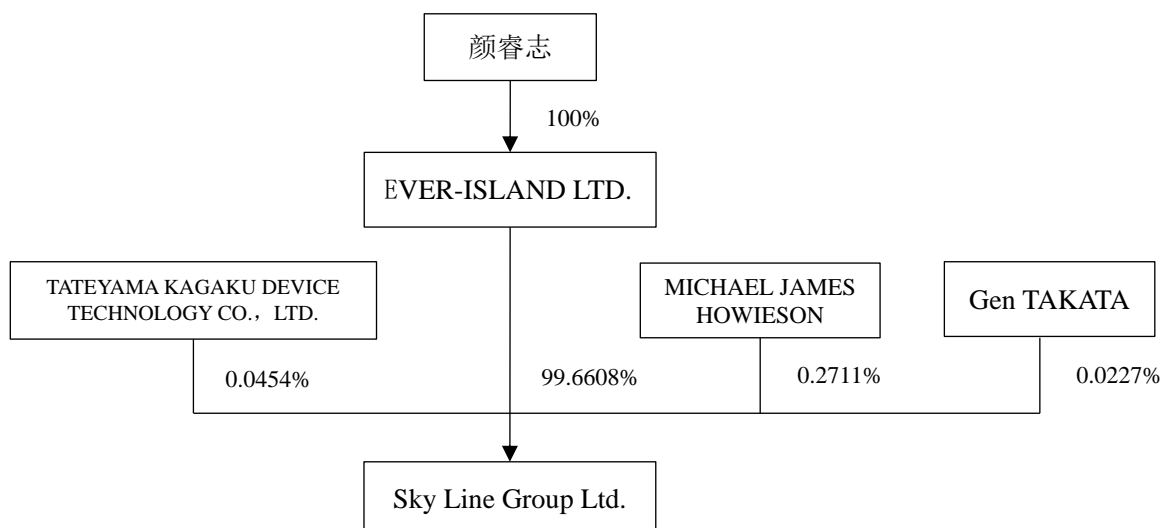 颜睿志
100%
EVER-ISLAND LTD.
TATEYAMA KAGAKU DEVICE
TECHNOLOGY CO.，LTD.
MICHAEL JAMES
HOWIESON
Gen TAKATA
0.0454%
99.6608%
0.2711%
0.0227%
Sky Line Group Ltd.